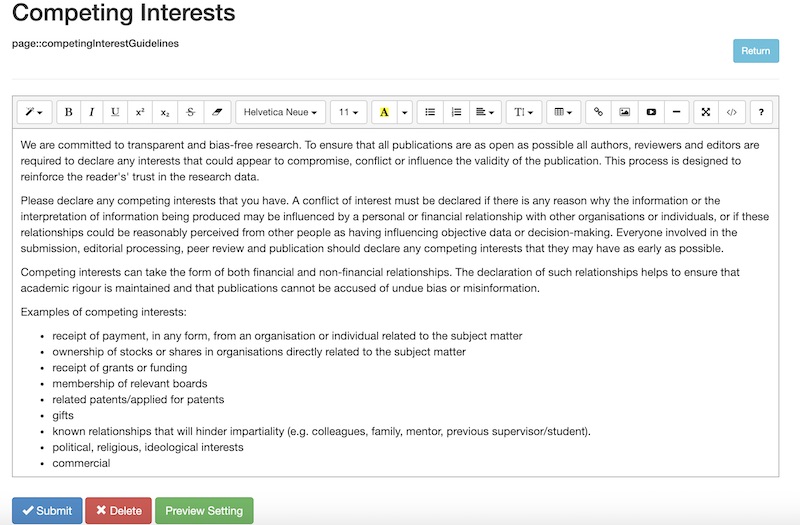 Competing Interests
page::competingInterestGuidelines
Return
B I U x² x₂ S Helvetica Neue 11 A T! </> ?
We are committed to transparent and bias-free research. To ensure that all publications are as open as possible all authors, reviewers and editors are
required to declare any interests that could appear to compromise, conflict or influence the validity of the publication. This process is designed to
reinforce the reader's' trust in the research data.
Please declare any competing interests that you have. A conflict of interest must be declared if there is any reason why the information or the
interpretation of information being produced may be influenced by a personal or financial relationship with other organisations or individuals, or if these
relationships could be reasonably perceived from other people as having influencing objective data or decision-making. Everyone involved in the
submission, editorial processing, peer review and publication should declare any competing interests that they may have as early as possible.
Competing interests can take the form of both financial and non-financial relationships. The declaration of such relationships helps to ensure that
academic rigour is maintained and that publications cannot be accused of undue bias or misinformation.
Examples of competing interests:
• receipt of payment, in any form, from an organisation or individual related to the subject matter
• ownership of stocks or shares in organisations directly related to the subject matter
• receipt of grants or funding
• membership of relevant boards
• related patents/applied for patents
• gifts
• known relationships that will hinder impartiality (e.g. colleagues, family, mentor, previous supervisor/student).
• political, religious, ideological interests
• commercial
Submit Delete Preview Setting